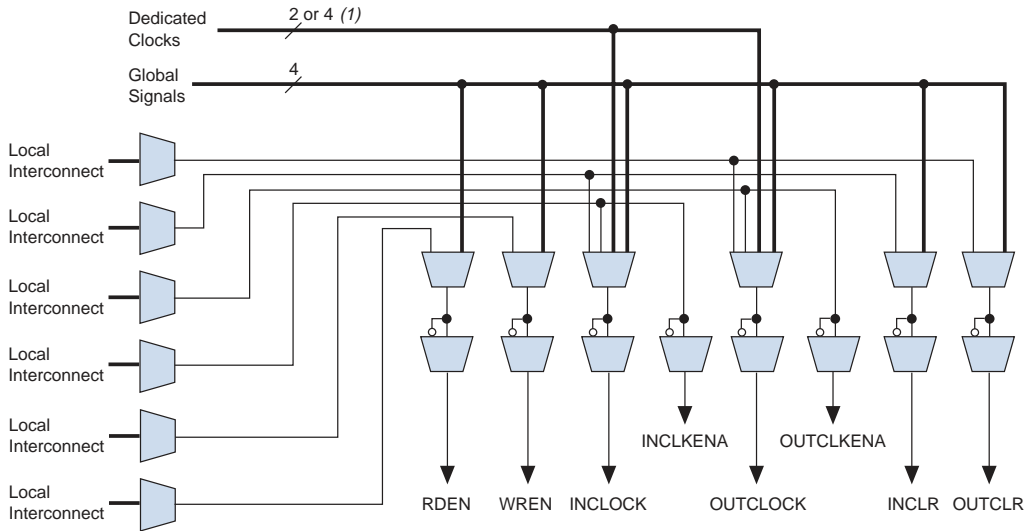 Dedicated
Clocks
2 or 4 (1)
Global
Signals
4
Local
Interconnect
Local
Interconnect
Local
Interconnect
Local
Interconnect
Local
Interconnect
Local
Interconnect
INCLKENA
OUTCLKENA
RDEN
WREN
INCLOCK
OUTCLOCK
INCLR
OUTCLR